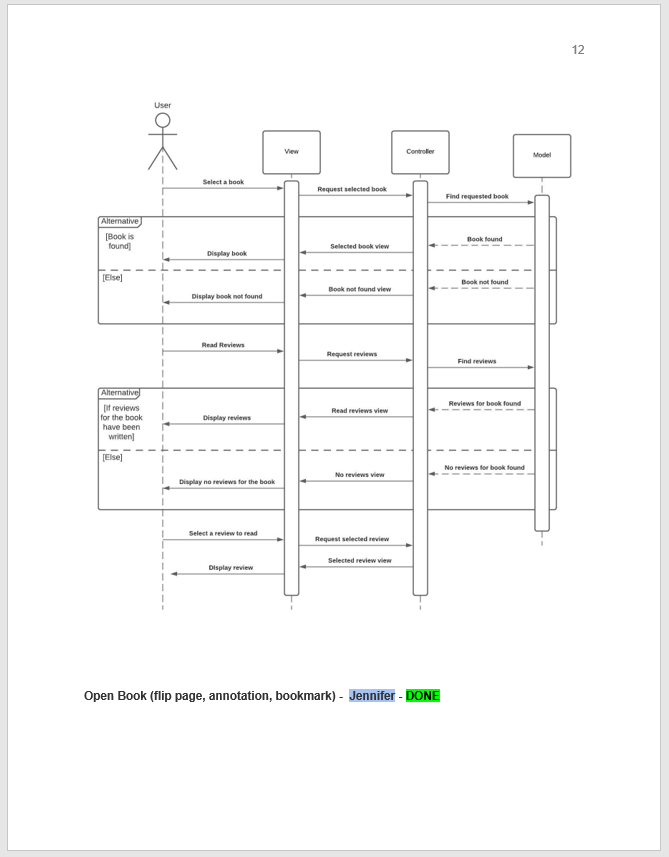 12
User
View
Controller
Model
Select a book
Request selected book
Find requested book
Alternative
[Book is
found]
Book found
Selected book view
Display book
[Else]
Book not found
Book not found view
Display book not found
Read Reviews
Request reviews
Find reviews
Alternative
[If reviews
for the book
have been
written]
Reviews for book found
Read reviews view
Display reviews
[Else]
No reviews for book found
No reviews view
Display no reviews for the book
Select a review to read
Request selected review
Selected review view
DIsplay review
Open Book (flip page, annotation, bookmark) - Jennifer - DONE